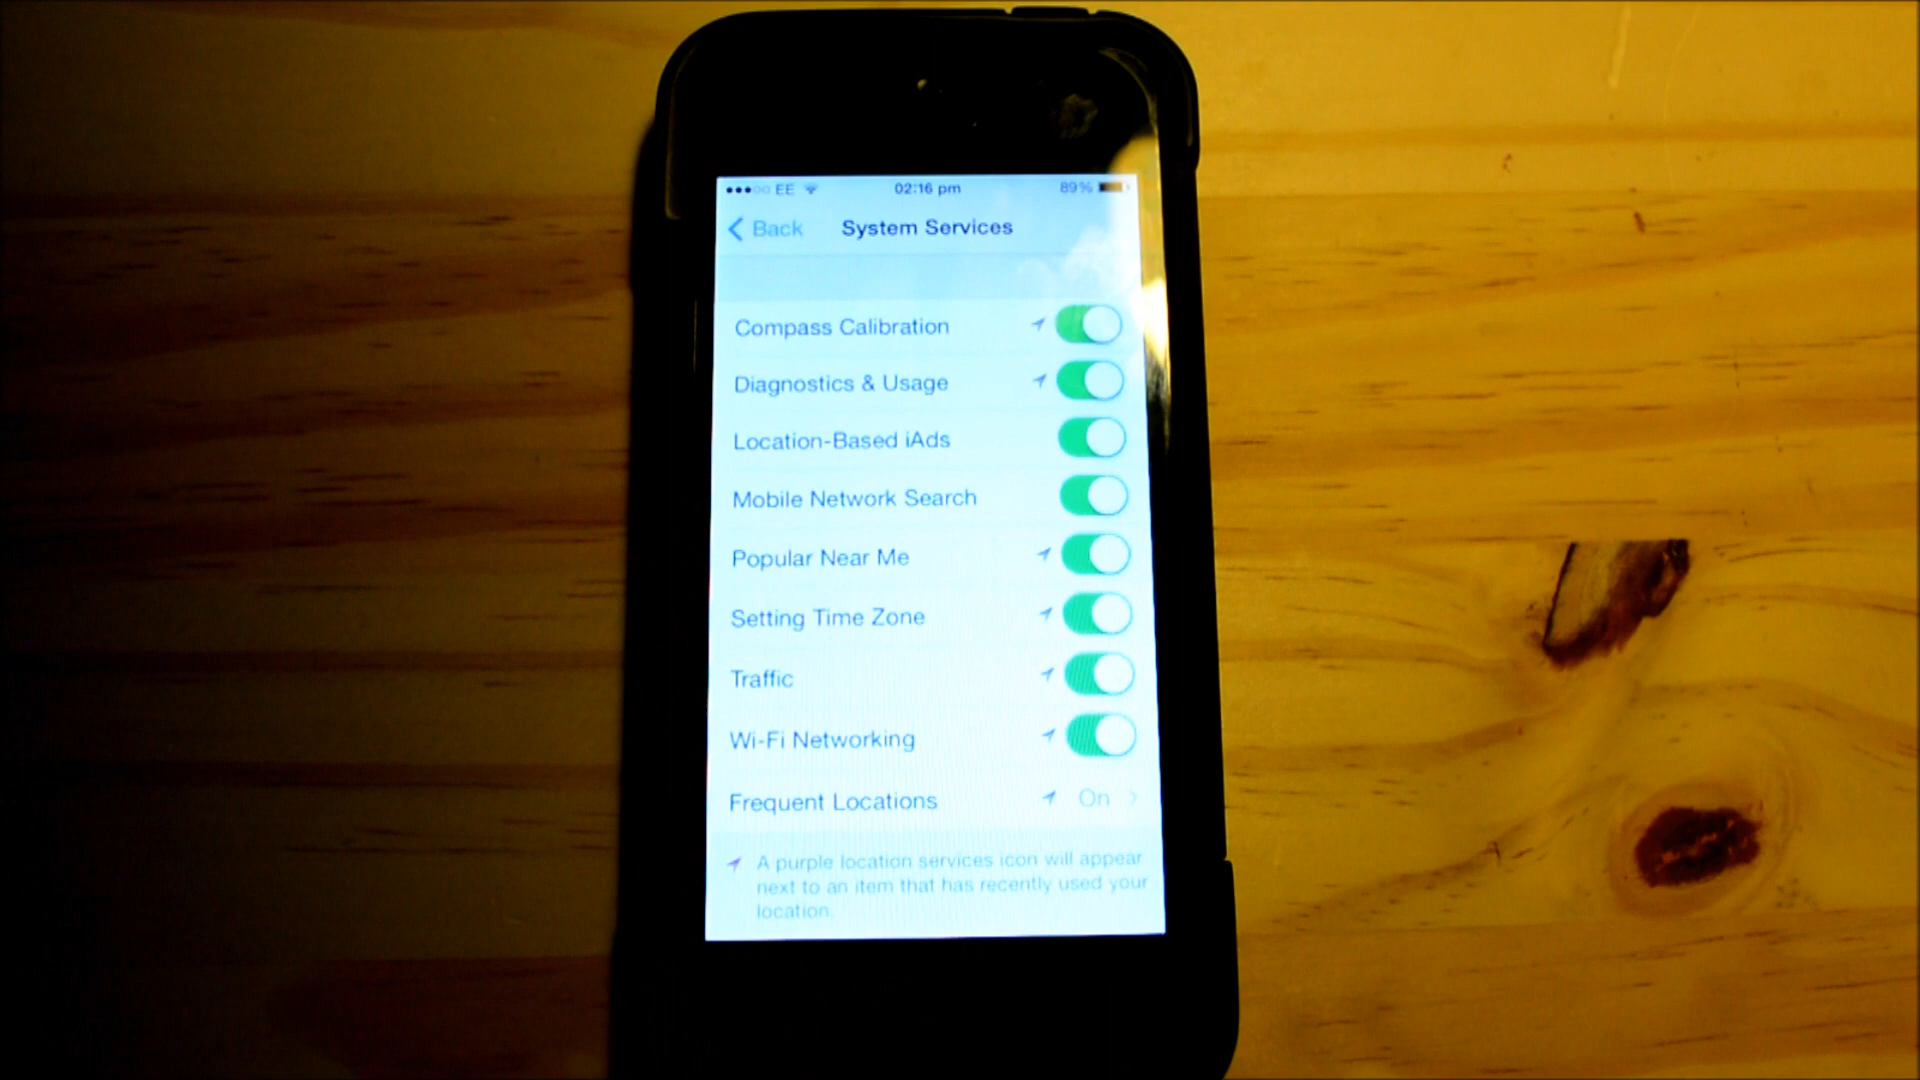 EE 02:16 pm 89%
Back System Services
Compass Calibration
Diagnostics & Usage
Location-Based iAds
Mobile Network Search
Popular Near Me
Setting Time Zone
Traffic
Wi-Fi Networking
Frequent Locations On
A purple location services icon will appear
next to an item that has recently used your
location.